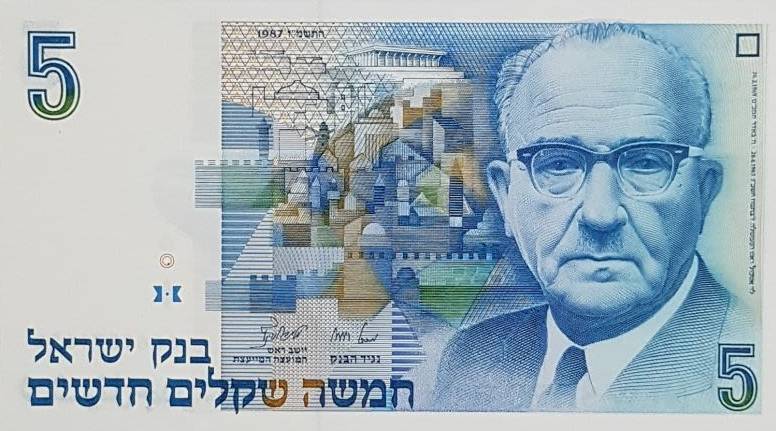 5
התשמ"ז 1987
נגיד הבנק
יושב ראש
המועצה המייעצת
בנק ישראל
חמשה שקלים חדשים
5